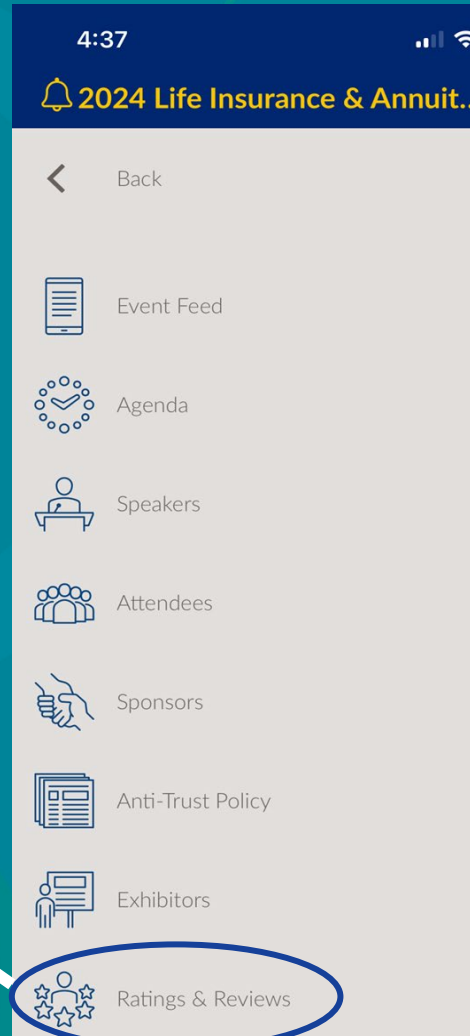 4:37
2024 Life Insurance & Annuit..
Back
Event Feed
Agenda
Speakers
Attendees
Sponsors
Anti-Trust Policy
Exhibitors
Ratings & Reviews